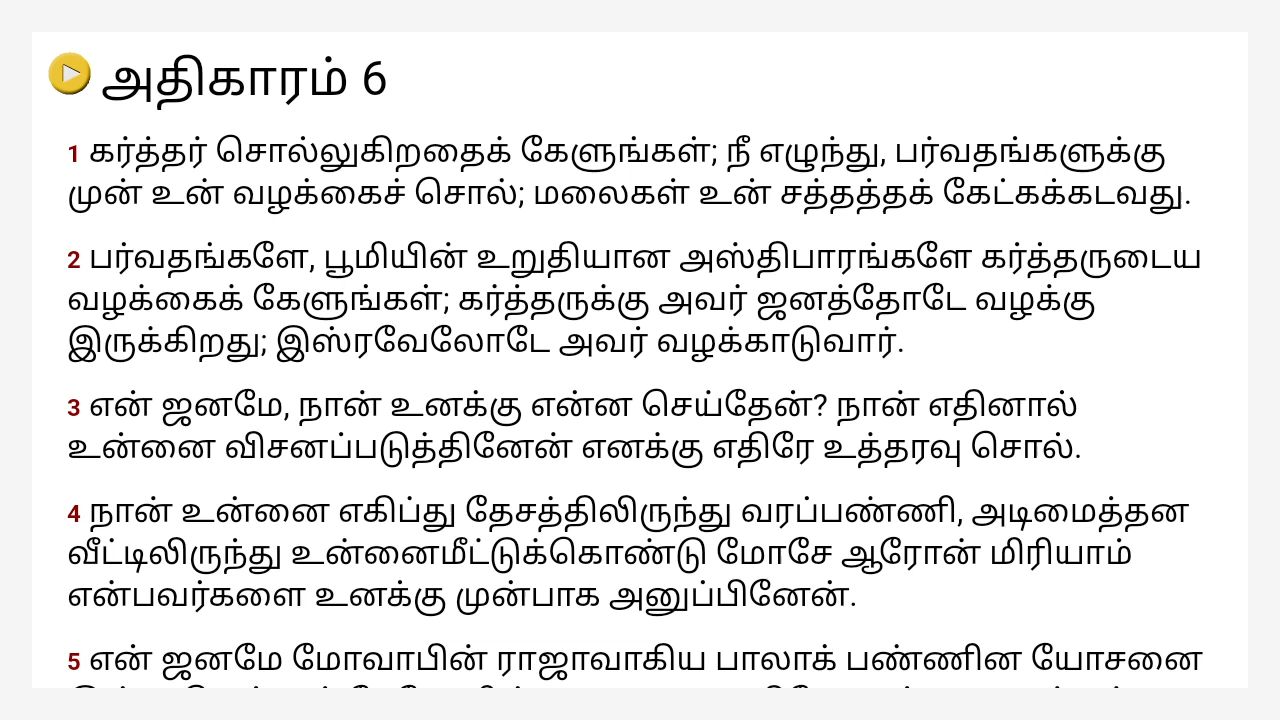 அதிகாரம் 6
1 கர்த்தர் சொல்லுகிறதைக் கேளுங்கள்; நீ எழுந்து, பர்வதங்களுக்கு
முன் உன் வழக்கைச் சொல்; மலைகள் உன் சத்தத்தக் கேட்கக்கடவது.
2 பர்வதங்களே, பூமியின் உறுதியான அஸ்திபாரங்களே கர்த்தருடைய
வழக்கைக் கேளுங்கள்; கர்த்தருக்கு அவர் ஜனத்தோடே வழக்கு
இருக்கிறது; இஸ்ரவேலோடே அவர் வழக்காடுவார்.
3 என் ஜனமே, நான் உனக்கு என்ன செய்தேன்? நான் எதினால்
உன்னை விசனப்படுத்தினேன் எனக்கு எதிரே உத்தரவு சொல்.
4 நான் உன்னை எகிப்து தேசத்திலிருந்து வரப்பண்ணி, அடிமைத்தன
வீட்டிலிருந்து உன்னைமீட்டுக்கொண்டு மோசே ஆரோன் மிரியாம்
என்பவர்களை உனக்கு முன்பாக அனுப்பினேன்.
5 என் ஜனமே மோவாபின் ராஜாவாகிய பாலாக் பண்ணின யோசனை